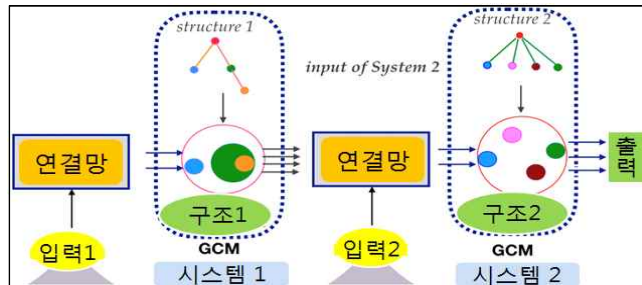 structure 1
structure 2
input of System 2
연결망
연결망
출
력
구조1
구조2
입력1
GCM
입력2
GCM
시스템 1
시스템 2